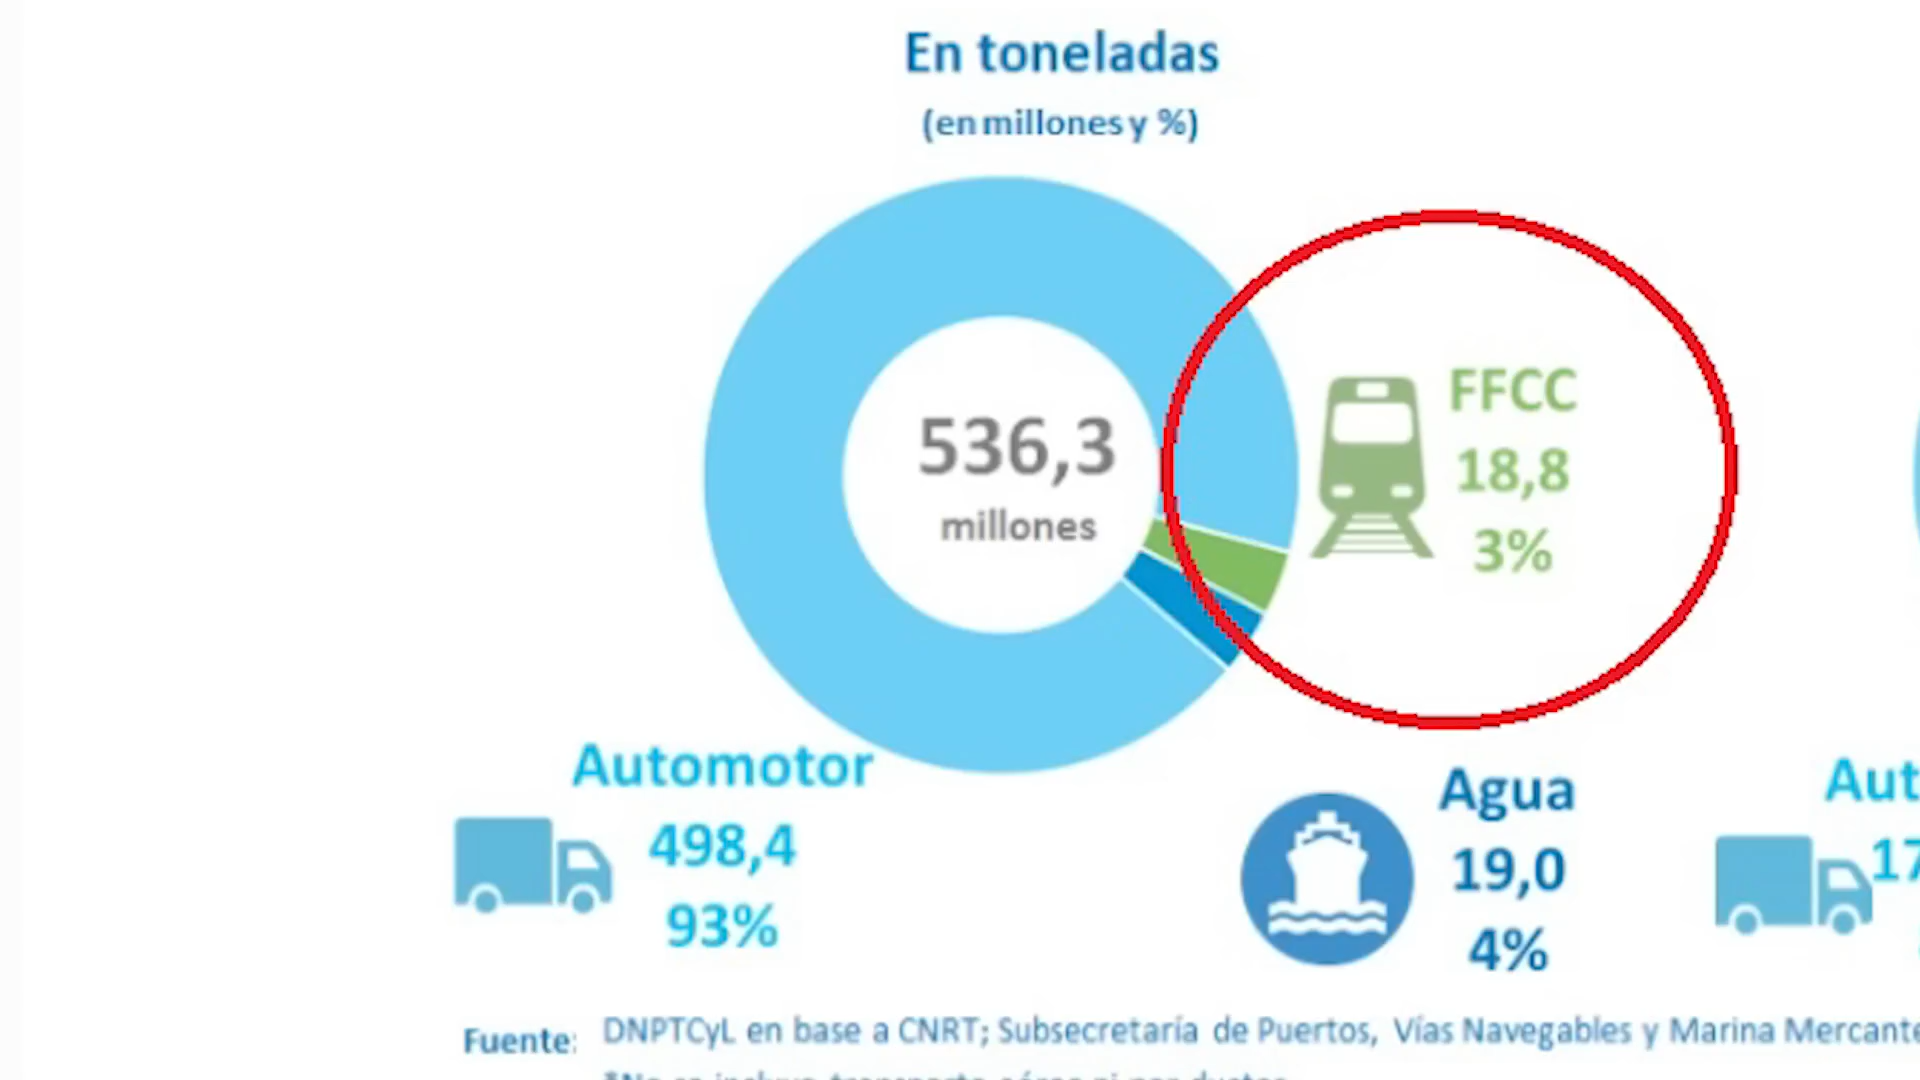 En toneladas
(en millones y %)
536,3
millones
FFCC
18,8
3%
Automotor
498,4
93%
Agua
19,0
4%
Aut
17
Fuente:
DNPTCyL en base a CNRT; Subsecretaría de Puertos, Vías Navegables y Marina Mercante